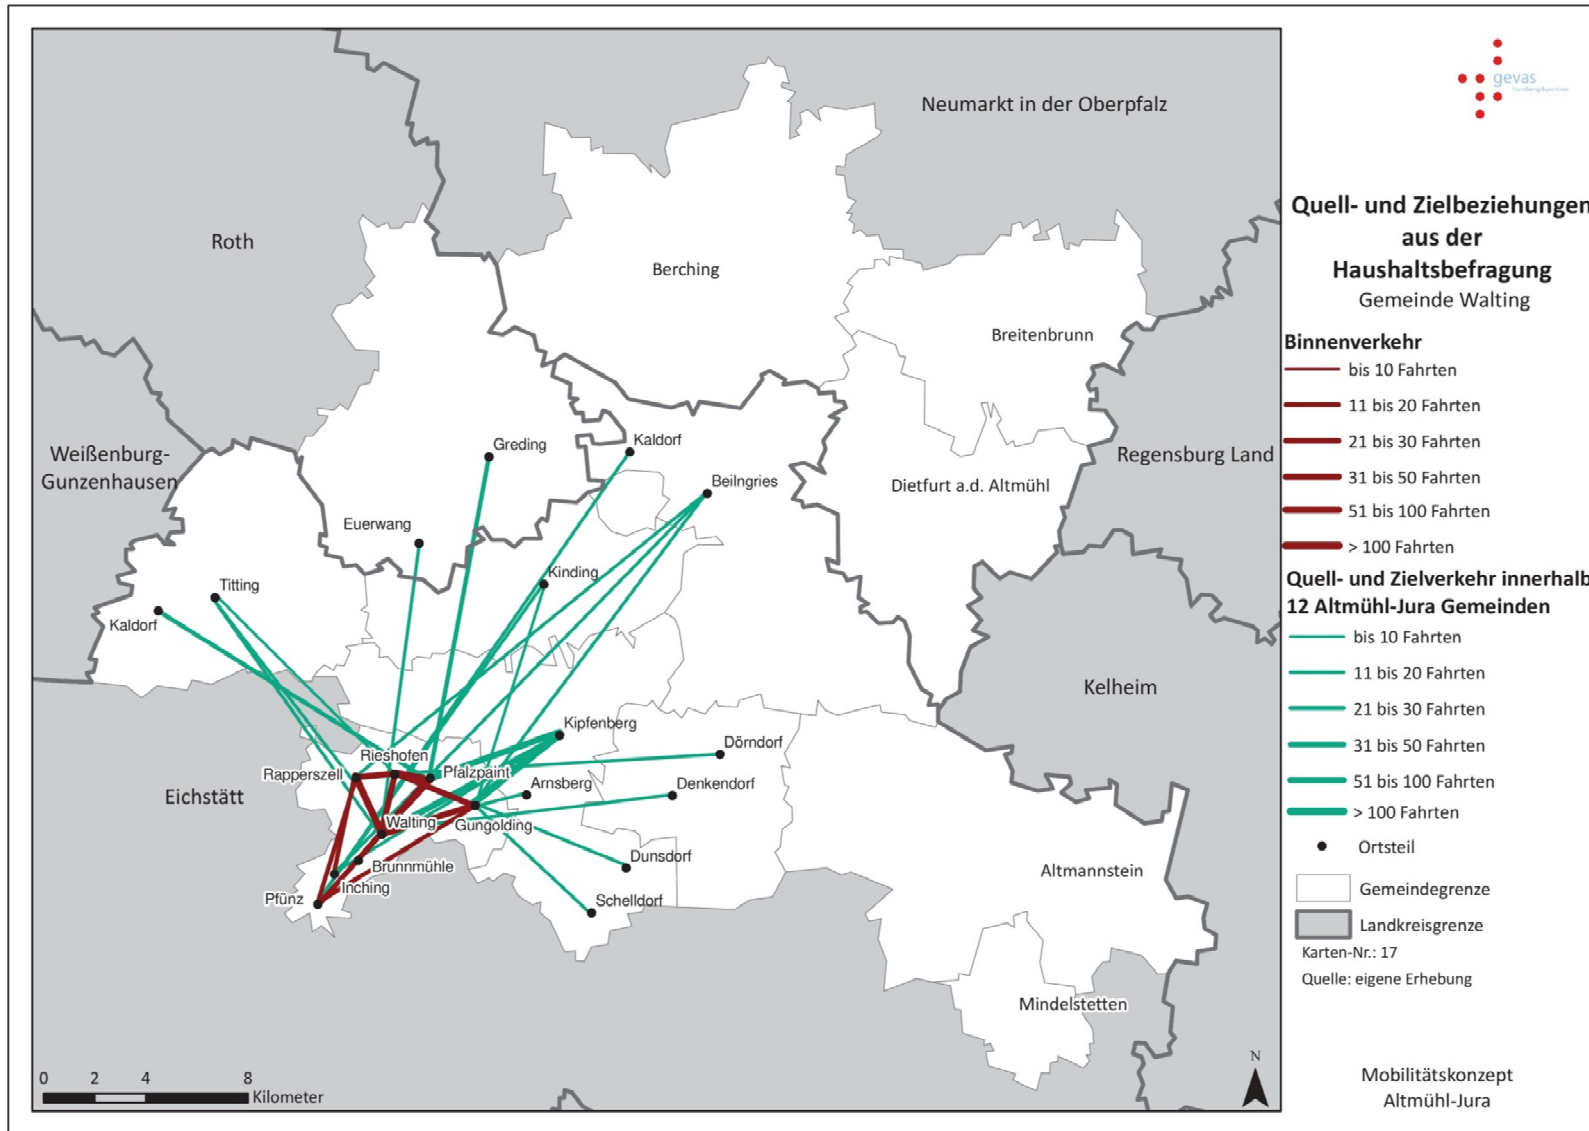 gevas
Neumarkt in der Oberpfalz
Roth
Berching
Breitenbrunn
Weißenburg-
Gunzenhausen
Greding
Kaldorf
Beilngries
Dietfurt a.d. Altmühl
Regensburg Land
Euerwang
Kinding
Titting
Kaldorf
Kelheim
Kipfenberg
Dörndorf
Rieshofen
Rapperszell
Pfalzpaint
Arnsberg
Denkendorf
Eichstätt
Walting
Gungolding
Brunnmühle
Dunsdorf
Altmannstein
Inching
Pfünz
Schelldorf
Mindelstetten
0 2 4 8
Kilometer
N
Quell- und Zielbeziehungen
aus der
Haushaltsbefragung
Gemeinde Walting
Binnenverkehr
bis 10 Fahrten
11 bis 20 Fahrten
21 bis 30 Fahrten
31 bis 50 Fahrten
51 bis 100 Fahrten
> 100 Fahrten
Quell- und Zielverkehr innerhalb
12 Altmühl-Jura Gemeinden
bis 10 Fahrten
11 bis 20 Fahrten
21 bis 30 Fahrten
31 bis 50 Fahrten
51 bis 100 Fahrten
> 100 Fahrten
Ortsteil
Gemeindegrenze
Landkreisgrenze
Karten-Nr.: 17
Quelle: eigene Erhebung
Mobilitätskonzept
Altmühl-Jura